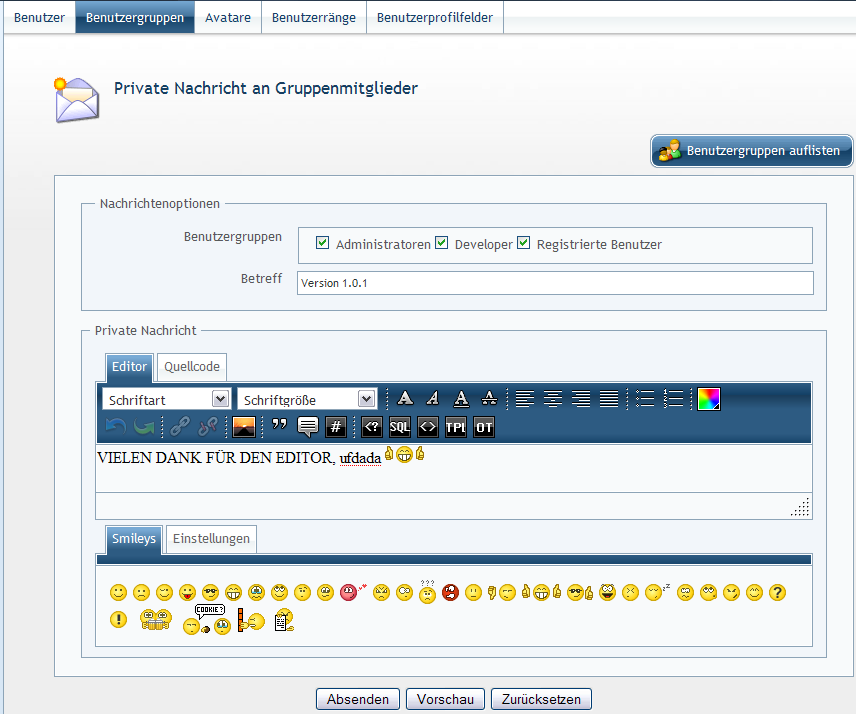 Benutzer Benutzergruppen Avatare Benutzerränge Benutzerprofilfelder
Private Nachricht an Gruppenmitglieder
Benutzergruppen auflisten
Nachrichtenoptionen
Benutzergruppen Administratoren Developer Registrierte Benutzer
Betreff Version 1.0.1
Private Nachricht
Editor Quellcode
Schriftart Schriftgröße A A A A
# <? SQL <> TPL OT
VIELEN DANK FÜR DEN EDITOR, ufdada
Smileys Einstellungen
???
zz
?
! COOKIE?
Absenden Vorschau Zurücksetzen